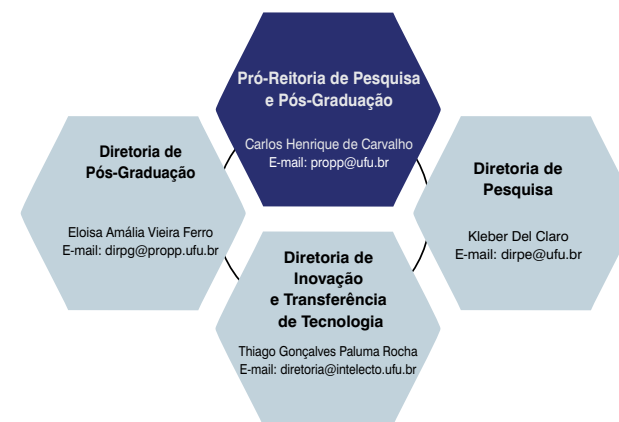 Pró-Reitoria de Pesquisa
e Pós-Graduação
Carlos Henrique de Carvalho
E-mail: propp@ufu.br
Diretoria de
Pós-Graduação
Eloisa Amália Vieira Ferro
E-mail: dirpg@propp.ufu.br
Diretoria de
Pesquisa
Kleber Del Claro
E-mail: dirpe@ufu.br
Diretoria de
Inovação
e Transferência
de Tecnologia
Thiago Gonçalves Paluma Rocha
E-mail: diretoria@intelecto.ufu.br